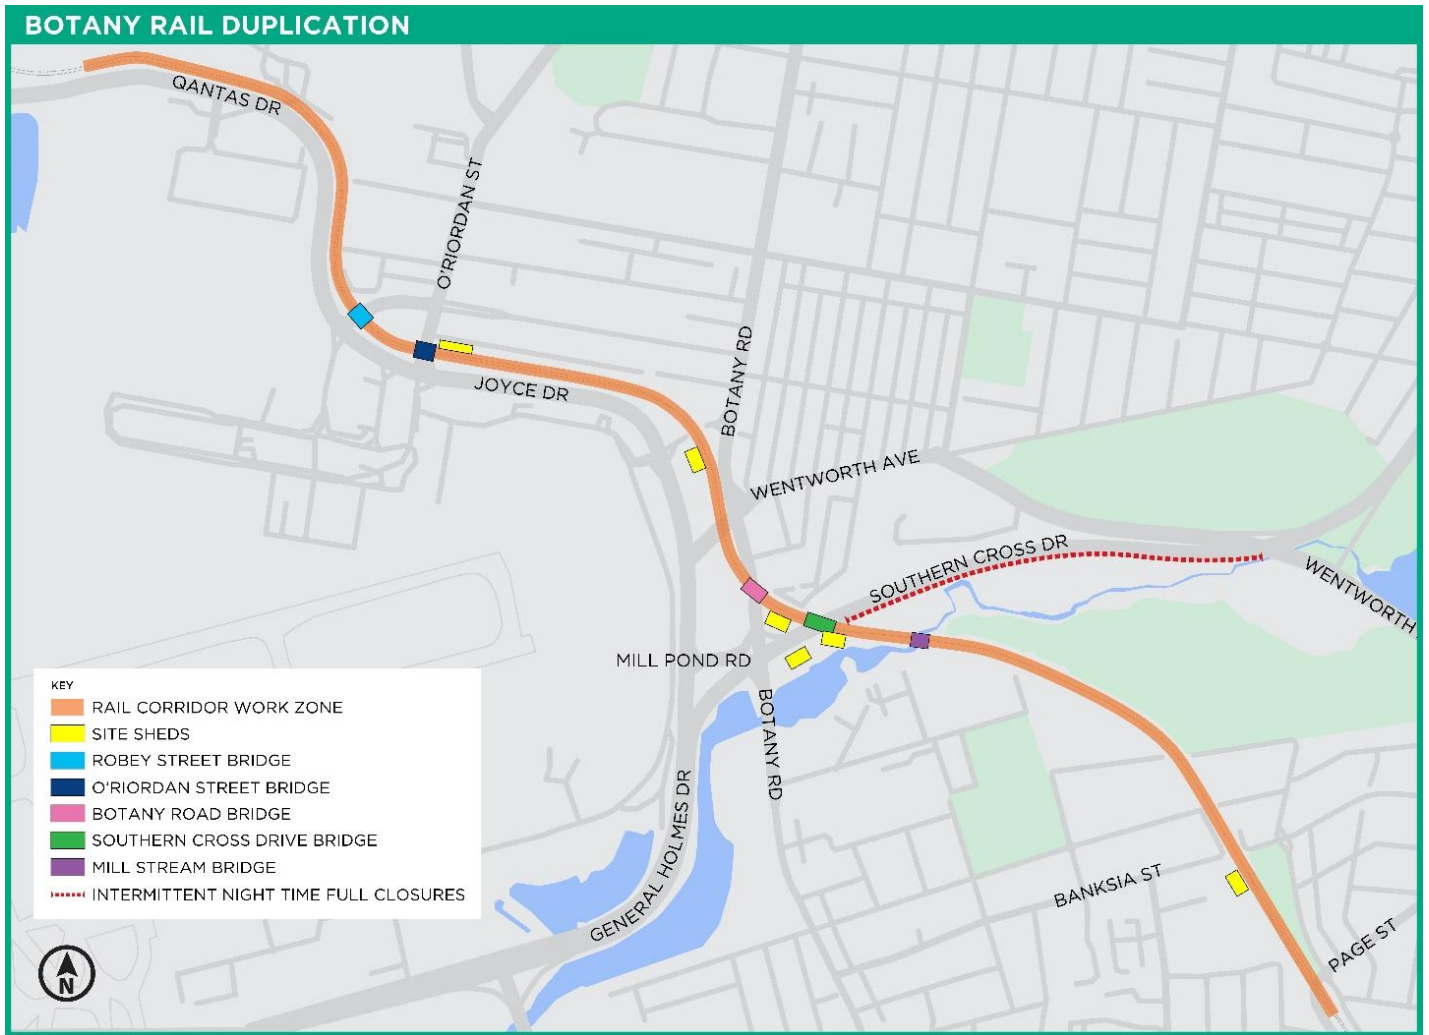 BOTANY RAIL DUPLICATION
QANTAS DR
O'RIORDAN ST
BOTANY RD
JOYCE DR
WENTWORTH AVE
SOUTHERN CROSS DR
WENTWORTH
MILL POND RD
BOTANY RD
GENERAL HOLMES DR
BANKSIA ST
PAGE ST
KEY
RAIL CORRIDOR WORK ZONE
SITE SHEDS
ROBEY STREET BRIDGE
O'RIORDAN STREET BRIDGE
BOTANY ROAD BRIDGE
SOUTHERN CROSS DRIVE BRIDGE
MILL STREAM BRIDGE
INTERMITTENT NIGHT TIME FULL CLOSURES
N